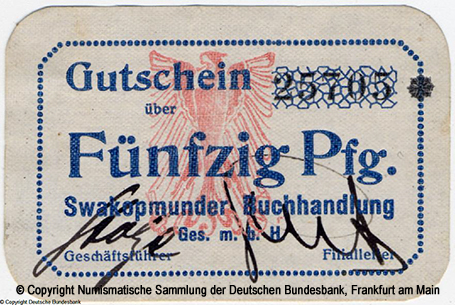 Gutschein 25705
über
Fünfzig Pfg.
Swakopmunder Buchhandlung
Ges. m. b. H.
Geschäftsführer Filialleiter
© Copyright Numismatische Sammlung der Deutschen Bundesbank, Frankfurt am Main
© Copyright Deutsche Bundesbank